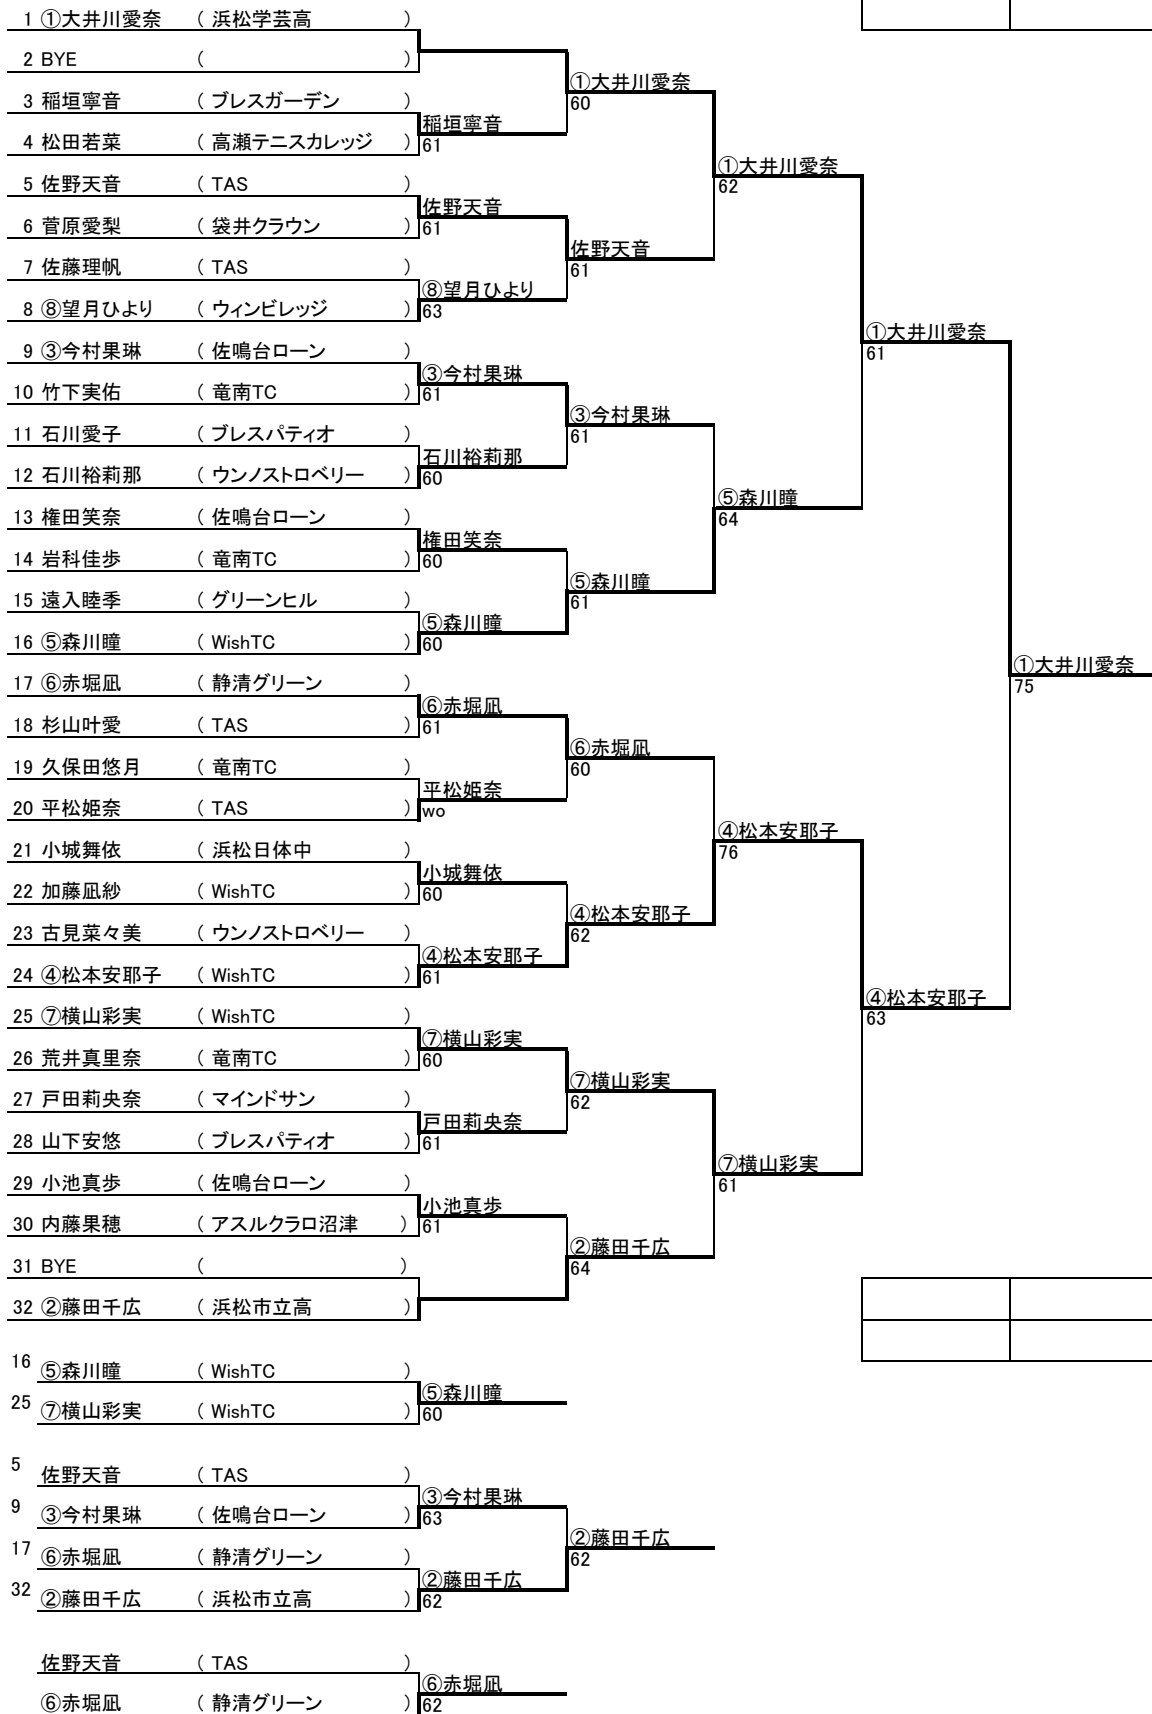 1 ①大井川愛奈 ( 浜松学芸高 )
2 BYE ( )
①大井川愛奈
60
3 稲垣寧音 ( ブレスガーデン )
稲垣寧音
4 松田若菜 ( 高瀬テニスカレッジ ) 61
①大井川愛奈
62
5 佐野天音 ( TAS )
佐野天音
6 菅原愛梨 ( 袋井クラウン ) 61
佐野天音
61
7 佐藤理帆 ( TAS )
⑧望月ひより
8 ⑧望月ひより ( ウィンビレッジ ) 63
①大井川愛奈
61
9 ③今村果琳 ( 佐鳴台ローン )
③今村果琳
10 竹下実佑 ( 竜南TC ) 61
③今村果琳
61
11 石川愛子 ( ブレスパティオ )
石川裕莉那
12 石川裕莉那 ( ウンノストロベリー ) 60
⑤森川瞳
64
13 権田笑奈 ( 佐鳴台ローン )
権田笑奈
14 岩科佳歩 ( 竜南TC ) 60
⑤森川瞳
61
15 遠入睦季 ( グリーンヒル )
⑤森川瞳
16 ⑤森川瞳 ( WishTC ) 60
①大井川愛奈
75
17 ⑥赤堀凪 ( 静清グリーン )
⑥赤堀凪
18 杉山叶愛 ( TAS ) 61
⑥赤堀凪
60
19 久保田悠月 ( 竜南TC )
平松姫奈
20 平松姫奈 ( TAS ) wo
④松本安耶子
76
21 小城舞依 ( 浜松日体中 )
小城舞依
22 加藤凪紗 ( WishTC ) 60
④松本安耶子
62
23 古見菜々美 ( ウンノストロベリー )
④松本安耶子
24 ④松本安耶子 ( WishTC ) 61
④松本安耶子
63
25 ⑦横山彩実 ( WishTC )
⑦横山彩実
26 荒井真里奈 ( 竜南TC ) 60
⑦横山彩実
62
27 戸田莉央奈 ( マインドサン )
戸田莉央奈
28 山下安悠 ( ブレスパティオ ) 61
⑦横山彩実
61
29 小池真歩 ( 佐鳴台ローン )
小池真歩
30 内藤果穂 ( アスルクラロ沼津 ) 61
②藤田千広
64
31 BYE ( )
32 ②藤田千広 ( 浜松市立高 )
16 ⑤森川瞳 ( WishTC )
⑤森川瞳
25 ⑦横山彩実 ( WishTC ) 60
5 佐野天音 ( TAS )
③今村果琳
9 ③今村果琳 ( 佐鳴台ローン ) 63
②藤田千広
62
17 ⑥赤堀凪 ( 静清グリーン )
②藤田千広
32 ②藤田千広 ( 浜松市立高 ) 62
佐野天音 ( TAS )
⑥赤堀凪
⑥赤堀凪 ( 静清グリーン ) 62